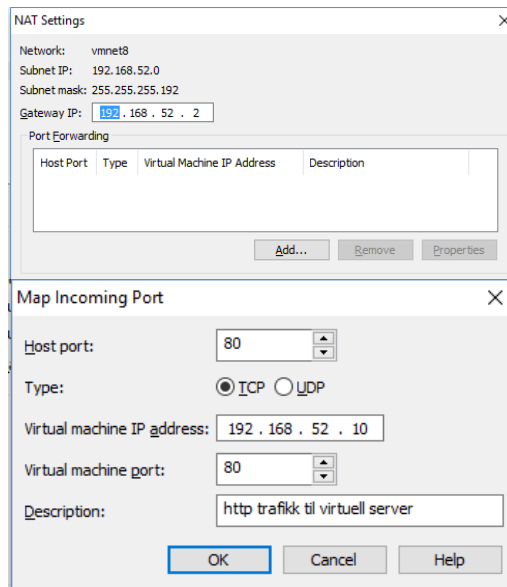 NAT Settings
Network: vmnet8
Subnet IP: 192.168.52.0
Subnet mask: 255.255.255.192
Gateway IP: 192 . 168 . 52 . 2
Port Forwarding
Host Port Type Virtual Machine IP Address Description
Add... Remove Properties
Map Incoming Port
Host port: 80
Type: TCP UDP
Virtual machine IP address: 192 . 168 . 52 . 10
Virtual machine port: 80
Description: http trafikk til virtuell server
OK Cancel Help